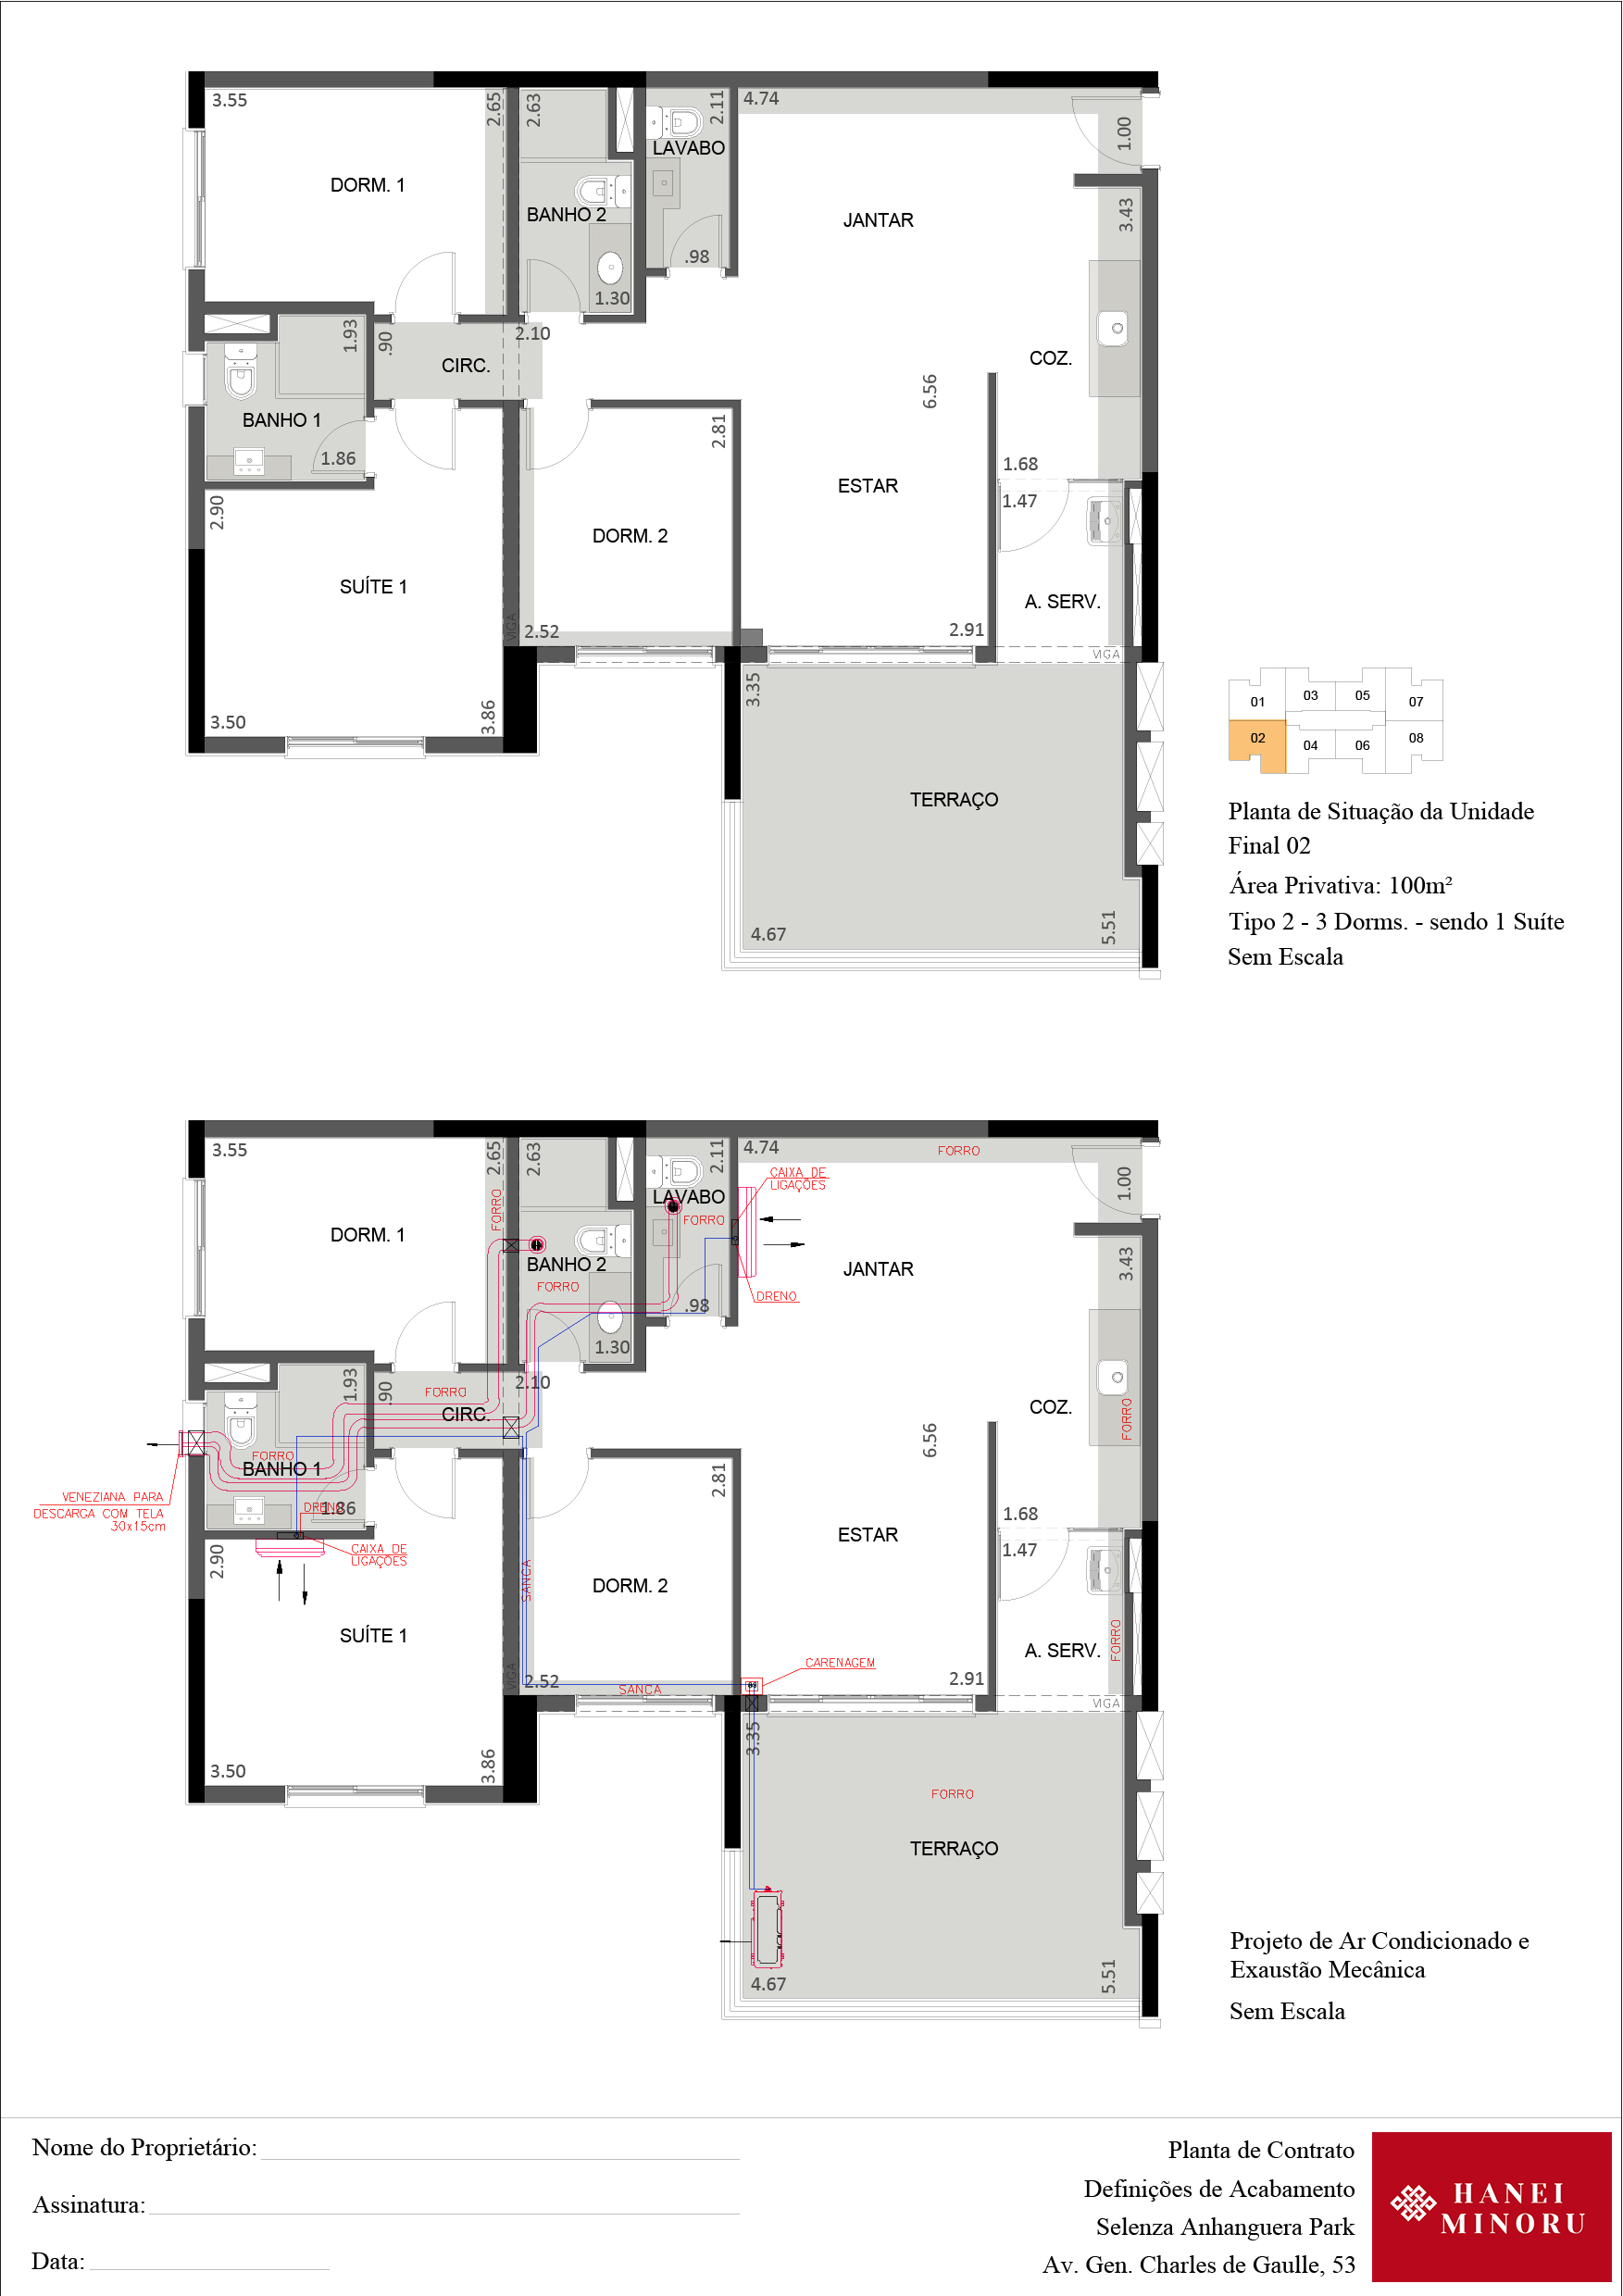 3.55
2.65
2.63
2.11
4.74
1.00
LAVABO
DORM. 1
BANHO 2
JANTAR
3.43
.98
1.30
1.93
.90
2.10
CIRC.
COZ.
6.56
BANHO 1
2.81
1.86
1.68
ESTAR
1.47
2.90
DORM. 2
SUÍTE 1
A. SERV.
VIGA
2.52
2.91
VIGA
3.35
3.50
3.86
TERRAÇO
4.67
5.51
01
03
05
07
02
04
06
08
Planta de Situação da Unidade
Final 02
Área Privativa: 100m²
Tipo 2 - 3 Dorms. - sendo 1 Suíte
Sem Escala
3.55
2.65
2.63
2.11
4.74
FORRO
CAIXA DE
LIGAÇÕES
1.00
LAVABO
FORRO
FORRO
DORM. 1
BANHO 2
FORRO
JANTAR
3.43
DRENO
.98
1.30
1.93
.90
FORRO
2.10
CIRC.
COZ.
FORRO
6.56
FORRO
BANHO 1
2.81
VENEZIANA PARA
DESCARGA COM TELA
30x15cm
DRENO
1.86
1.68
ESTAR
CAIXA DE
LIGAÇÕES
1.47
2.90
SANCA
DORM. 2
SUÍTE 1
A. SERV.
FORRO
CARENAGEM
VIGA
2.52
SANCA
2.91
VIGA
3.35
3.50
3.86
FORRO
TERRAÇO
4.67
5.51
Projeto de Ar Condicionado e
Exaustão Mecânica
Sem Escala
Nome do Proprietário:
Assinatura:
Data:
Planta de Contrato
Definições de Acabamento
Selenza Anhanguera Park
Av. Gen. Charles de Gaulle, 53
HANEI
MINORU